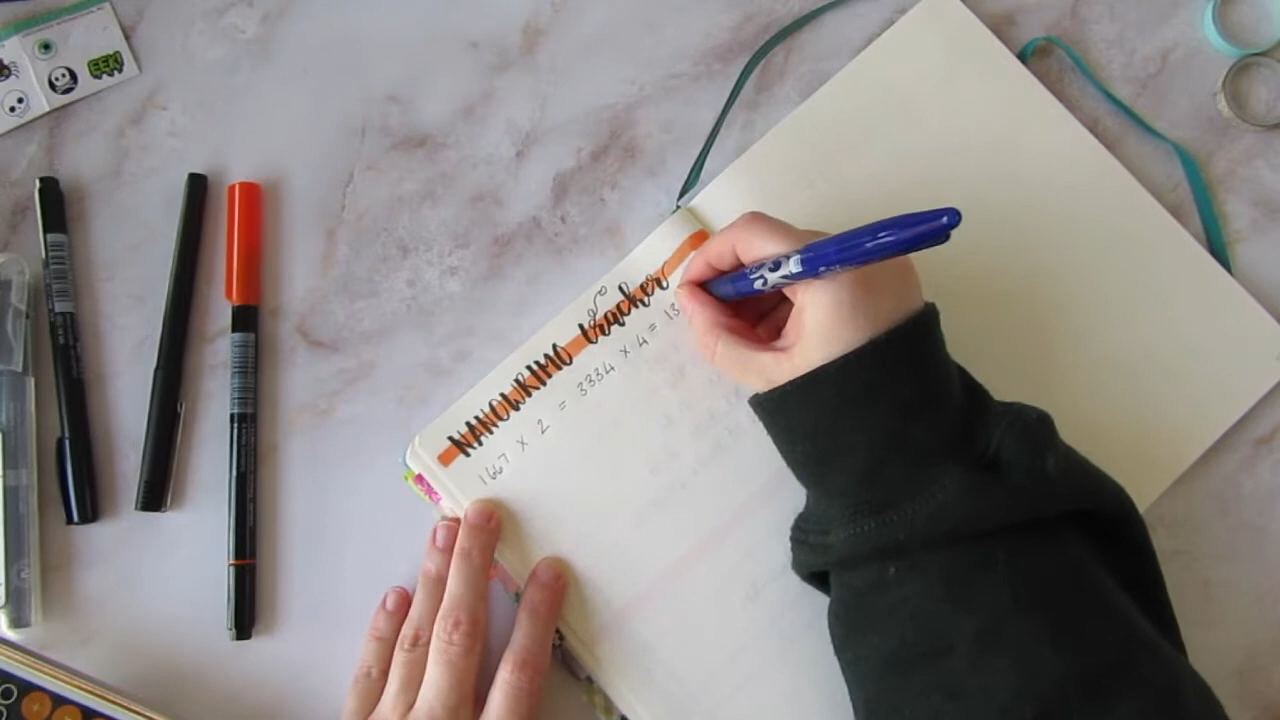 EEK!
NANOWRIMO tracker
1667 x 2 = 3334 x 4 = 13